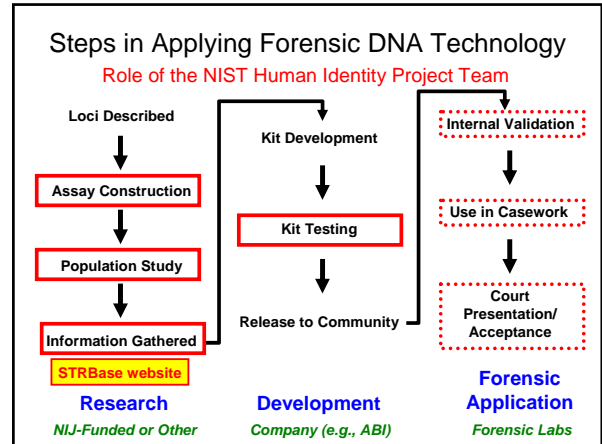 Steps in Applying Forensic DNA Technology
Role of the NIST Human Identity Project Team
Loci Described
Assay Construction
Population Study
Information Gathered
STRBase website
Research
NIJ-Funded or Other
Kit Development
Kit Testing
Release to Community
Development
Company (e.g., ABI)
Internal Validation
Use in Casework
Court
Presentation/
Acceptance
Forensic
Application
Forensic Labs